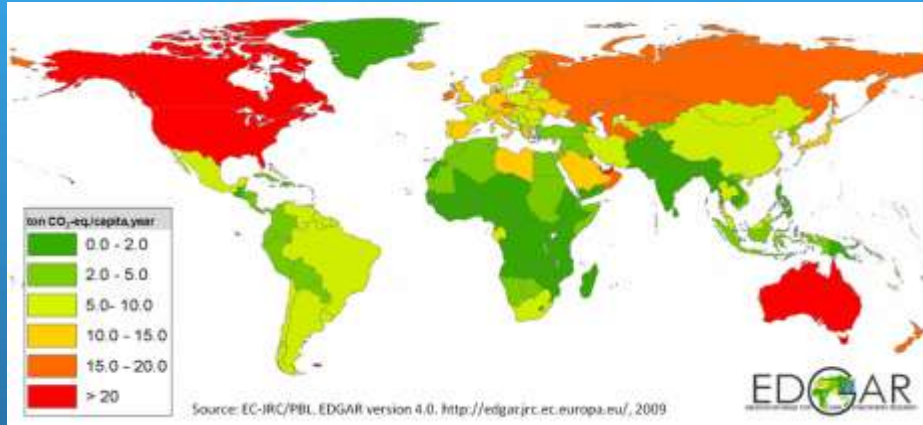 ton CO₂-eq./capita,year
0.0 - 2.0
2.0 - 5.0
5.0- 10.0
10.0 - 15.0
15.0 - 20.0
> 20
Source: EC-JRC/PBL. EDGAR version 4.0. http://edgar.jrc.ec.europa.eu/, 2009
EDGAR